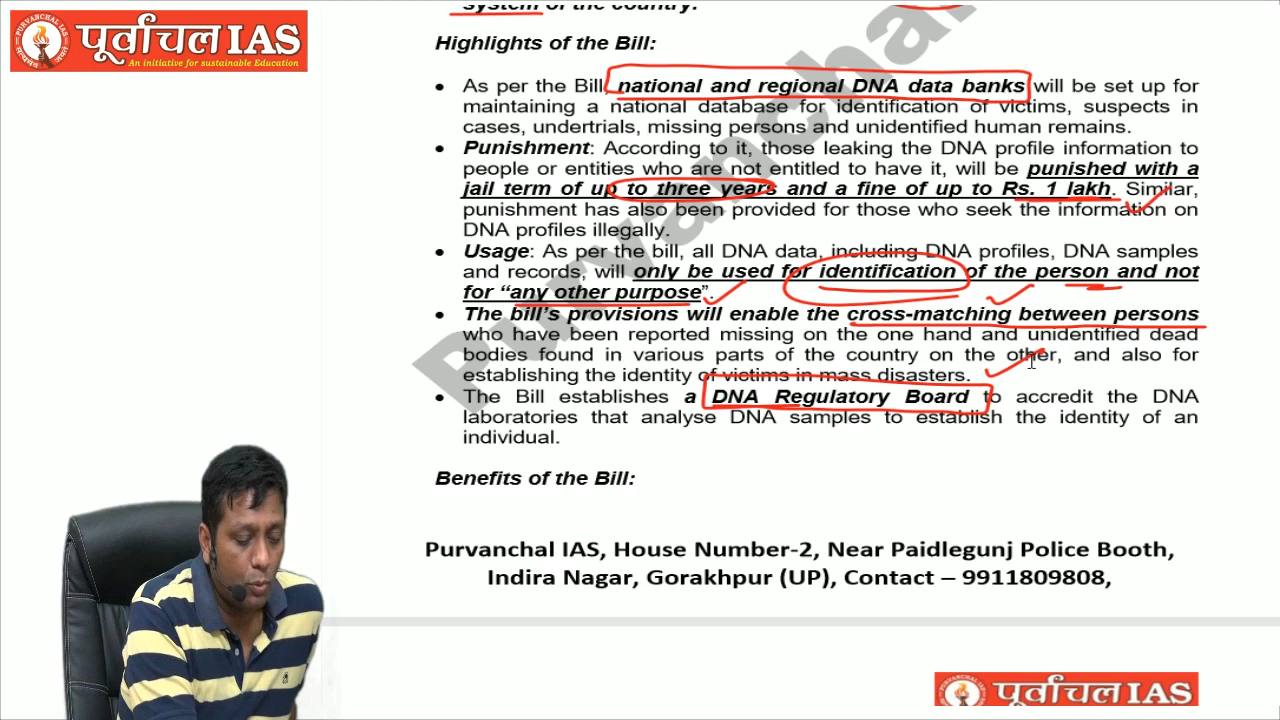 system of the country.
पूर्वांचल IAS
An initiative for sustainable Education
Highlights of the Bill:
• As per the Bill, national and regional DNA data banks will be set up for
maintaining a national database for identification of victims, suspects in
cases, undertrials, missing persons and unidentified human remains.
• Punishment: According to it, those leaking the DNA profile information to
people or entities who are not entitled to have it, will be punished with a
jail term of up to three years and a fine of up to Rs. 1 lakh. Similar,
punishment has also been provided for those who seek the information on
DNA profiles illegally.
• Usage: As per the bill, all DNA data, including DNA profiles, DNA samples
and records, will only be used for identification of the person and not
for “any other purpose”.
• The bill’s provisions will enable the cross-matching between persons
who have been reported missing on the one hand and unidentified dead
bodies found in various parts of the country on the other, and also for
establishing the identity of victims in mass disasters.
• The Bill establishes a DNA Regulatory Board to accredit the DNA
laboratories that analyse DNA samples to establish the identity of an
individual.
Benefits of the Bill:
Purvanchal IAS, House Number-2, Near Paidlegunj Police Booth,
Indira Nagar, Gorakhpur (UP), Contact – 9911809808,
पूर्वांचल IAS